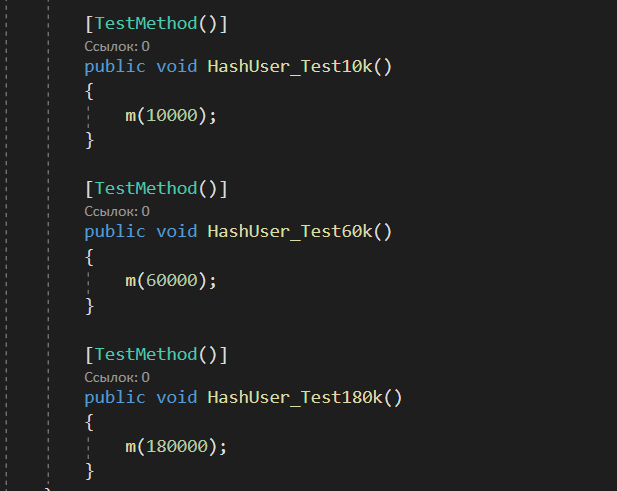 [TestMethod()]
Ссылок: 0
public void HashUser_Test10k()
{
m(10000);
}
[TestMethod()]
Ссылок: 0
public void HashUser_Test60k()
{
m(60000);
}
[TestMethod()]
Ссылок: 0
public void HashUser_Test180k()
{
m(180000);
}
}